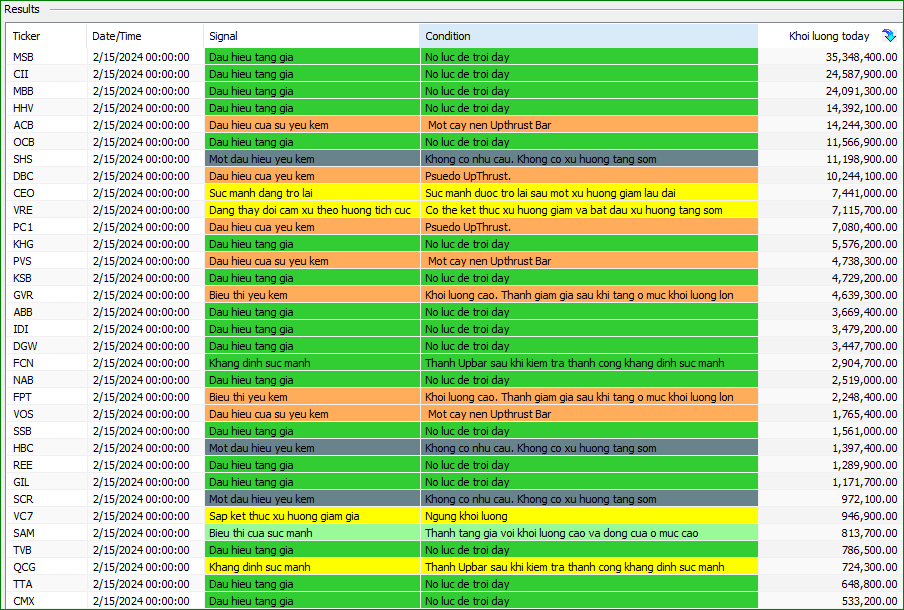 Results
Ticker Date/Time Signal Condition Khoi luong today
MSB 2/15/2024 00:00:00 Dau hieu tang gia No luc de troi day 35,348,400.00
CII 2/15/2024 00:00:00 Dau hieu tang gia No luc de troi day 24,587,900.00
MBB 2/15/2024 00:00:00 Dau hieu tang gia No luc de troi day 24,091,300.00
HHV 2/15/2024 00:00:00 Dau hieu tang gia No luc de troi day 14,392,100.00
ACB 2/15/2024 00:00:00 Dau hieu cua su yeu kem Mot cay nen Upthrust Bar 14,244,300.00
OCB 2/15/2024 00:00:00 Dau hieu tang gia No luc de troi day 11,566,900.00
SHS 2/15/2024 00:00:00 Mot dau hieu yeu kem Khong co nhu cau. Khong co xu huong tang som 11,198,900.00
DBC 2/15/2024 00:00:00 Dau hieu cua yeu kem Psuedo UpThrust. 10,244,100.00
CEO 2/15/2024 00:00:00 Suc manh dang tro lai Suc manh duoc tro lai sau mot xu huong giam lau dai 7,441,000.00
VRE 2/15/2024 00:00:00 Dang thay doi cam xu theo huong tich cuc Co the ket thuc xu huong giam va bat dau xu huong tang som 7,115,700.00
PC1 2/15/2024 00:00:00 Dau hieu cua yeu kem Psuedo UpThrust. 7,080,400.00
KHG 2/15/2024 00:00:00 Dau hieu tang gia No luc de troi day 5,576,200.00
PVS 2/15/2024 00:00:00 Dau hieu cua su yeu kem Mot cay nen Upthrust Bar 4,738,300.00
KSB 2/15/2024 00:00:00 Dau hieu tang gia No luc de troi day 4,729,200.00
GVR 2/15/2024 00:00:00 Bieu thi yeu kem Khoi luong cao. Thanh giam gia sau khi tang o muc khoi luong lon 4,639,300.00
ABB 2/15/2024 00:00:00 Dau hieu tang gia No luc de troi day 3,669,400.00
IDI 2/15/2024 00:00:00 Dau hieu tang gia No luc de troi day 3,479,200.00
DGW 2/15/2024 00:00:00 Dau hieu tang gia No luc de troi day 3,447,700.00
FCN 2/15/2024 00:00:00 Khang dinh suc manh Thanh Upbar sau khi kiem tra thanh cong khang dinh suc manh 2,904,700.00
NAB 2/15/2024 00:00:00 Dau hieu tang gia No luc de troi day 2,519,000.00
FPT 2/15/2024 00:00:00 Bieu thi yeu kem Khoi luong cao. Thanh giam gia sau khi tang o muc khoi luong lon 2,248,400.00
VOS 2/15/2024 00:00:00 Dau hieu cua su yeu kem Mot cay nen Upthrust Bar 1,765,400.00
SSB 2/15/2024 00:00:00 Dau hieu tang gia No luc de troi day 1,561,000.00
HBC 2/15/2024 00:00:00 Mot dau hieu yeu kem Khong co nhu cau. Khong co xu huong tang som 1,397,400.00
REE 2/15/2024 00:00:00 Dau hieu tang gia No luc de troi day 1,289,900.00
GIL 2/15/2024 00:00:00 Dau hieu tang gia No luc de troi day 1,171,700.00
SCR 2/15/2024 00:00:00 Mot dau hieu yeu kem Khong co nhu cau. Khong co xu huong tang som 972,100.00
VC7 2/15/2024 00:00:00 Sap ket thuc xu huong giam gia Ngung khoi luong 946,900.00
SAM 2/15/2024 00:00:00 Bieu thi cua suc manh Thanh tang gia voi khoi luong cao va dong cua o muc cao 813,700.00
TVB 2/15/2024 00:00:00 Dau hieu tang gia No luc de troi day 786,500.00
QCG 2/15/2024 00:00:00 Khang dinh suc manh Thanh Upbar sau khi kiem tra thanh cong khang dinh suc manh 724,300.00
TTA 2/15/2024 00:00:00 Dau hieu tang gia No luc de troi day 648,800.00
CMX 2/15/2024 00:00:00 Dau hieu tang gia No luc de troi day 533,200.00